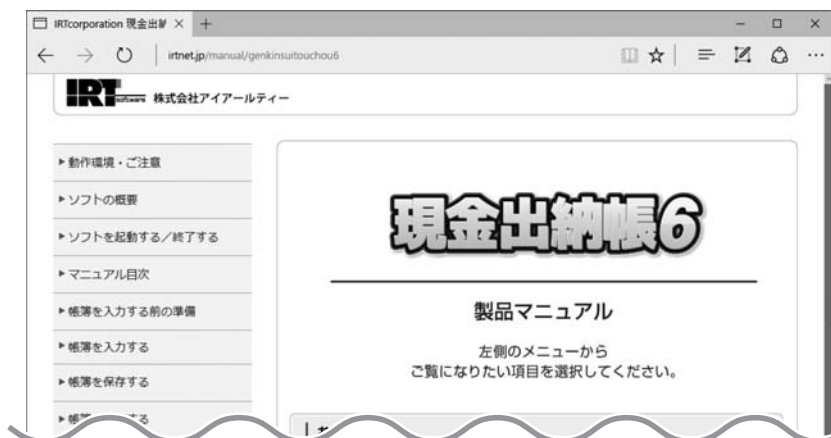 IRTcorporation 現金出
irtnet.jp/manual/genkinsuitouchou6
IRT software 株式会社アイアールティー
▶動作環境・ご注意
▶ソフトの概要
▶ソフトを起動する／終了する
▶マニュアル目次
▶帳簿を入力する前の準備
▶帳簿を入力する
▶帳簿を保存する
現金出納帳6
製品マニュアル
左側のメニューから
ご覧になりたい項目を選択してください。